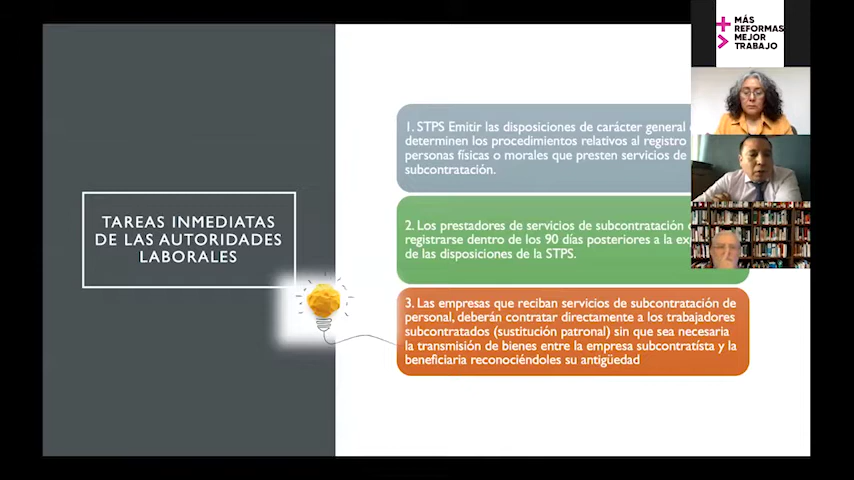 MÁS
REFORMAS
MEJOR
TRABAJO
TAREAS INMEDIATAS
DE LAS AUTORIDADES
LABORALES
1. STPS Emitir las disposiciones de carácter general
determinen los procedimientos relativos al registro
personas físicas o morales que presten servicios de
subcontratación.
2. Los prestadores de servicios de subcontratación
registrarse dentro de los 90 días posteriores a la
de las disposiciones de la STPS.
3. Las empresas que reciban servicios de subcontratación de
personal, deberán contratar directamente a los trabajadores
subcontratados (sustitución patronal) sin que sea necesaria
la transmisión de bienes entre la empresa subcontratísta y la
beneficiaria reconociéndoles su antigüedad